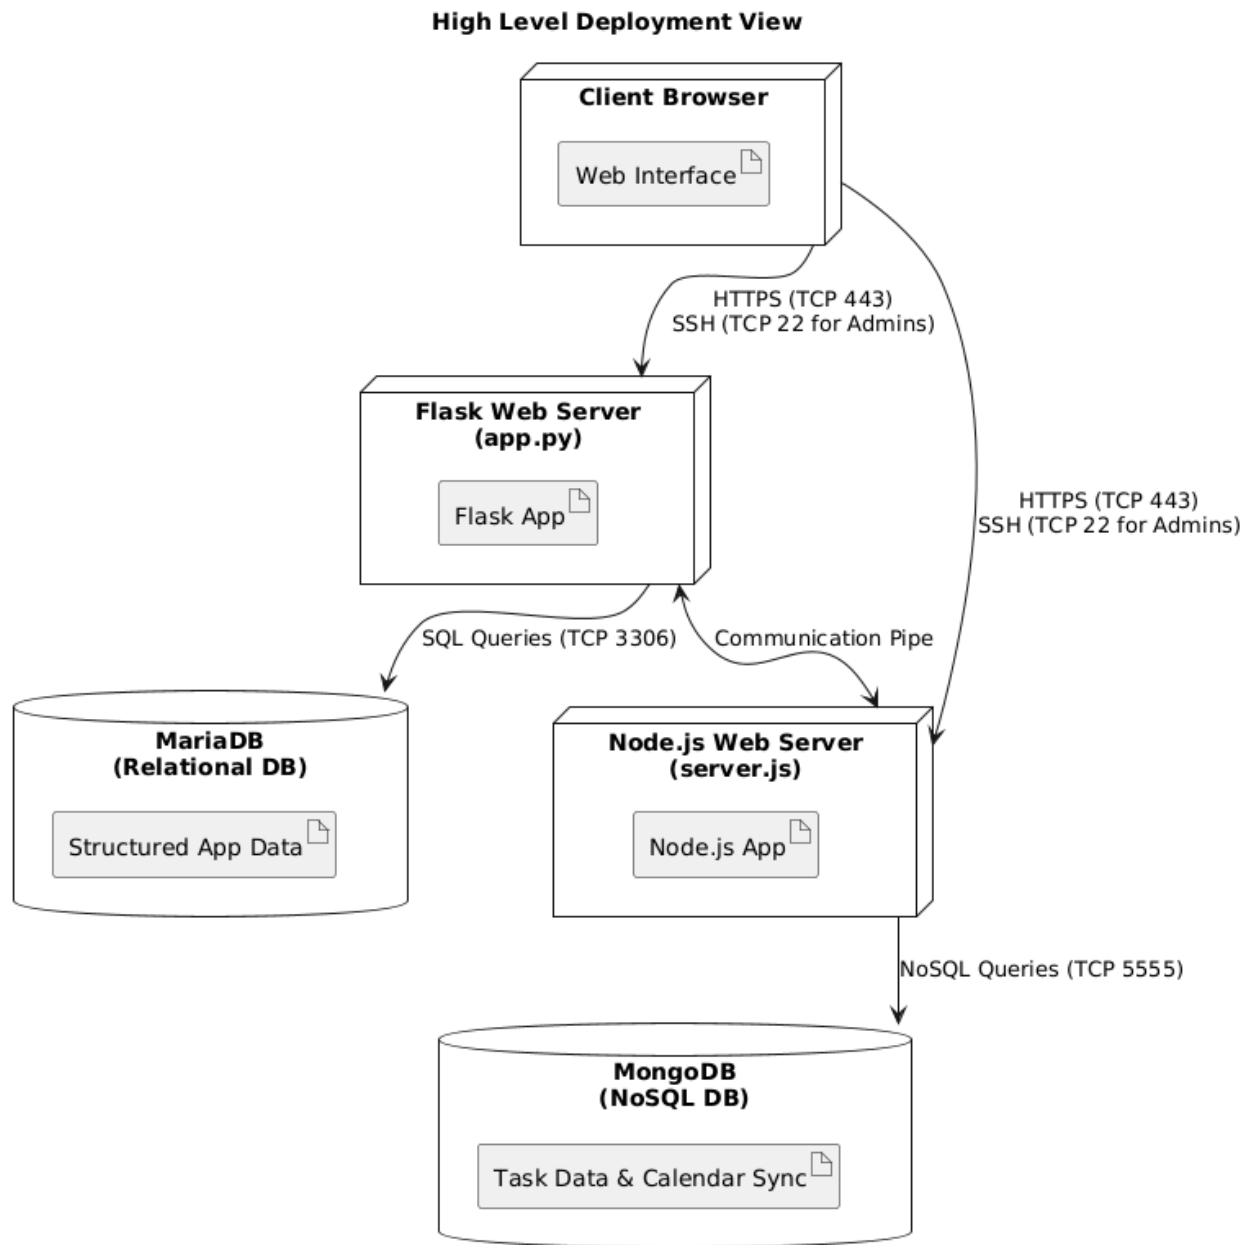 High Level Deployment View
Client Browser
Web Interface
HTTPS (TCP 443)
SSH (TCP 22 for Admins)
Flask Web Server
(app.py)
Flask App
HTTPS (TCP 443)
SSH (TCP 22 for Admins)
SQL Queries (TCP 3306)
Communication Pipe
MariaDB
(Relational DB)
Structured App Data
Node.js Web Server
(server.js)
Node.js App
NoSQL Queries (TCP 5555)
MongoDB
(NoSQL DB)
Task Data & Calendar Sync